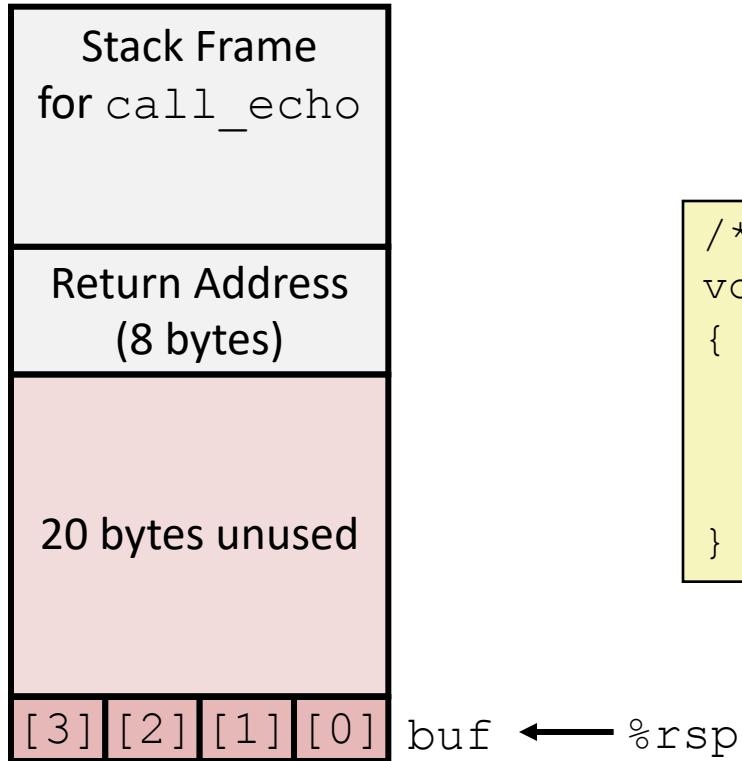 Stack Frame
for call_echo
Return Address
(8 bytes)
20 bytes unused
[3] [2] [1] [0] buf ← %rsp
/*
{
}